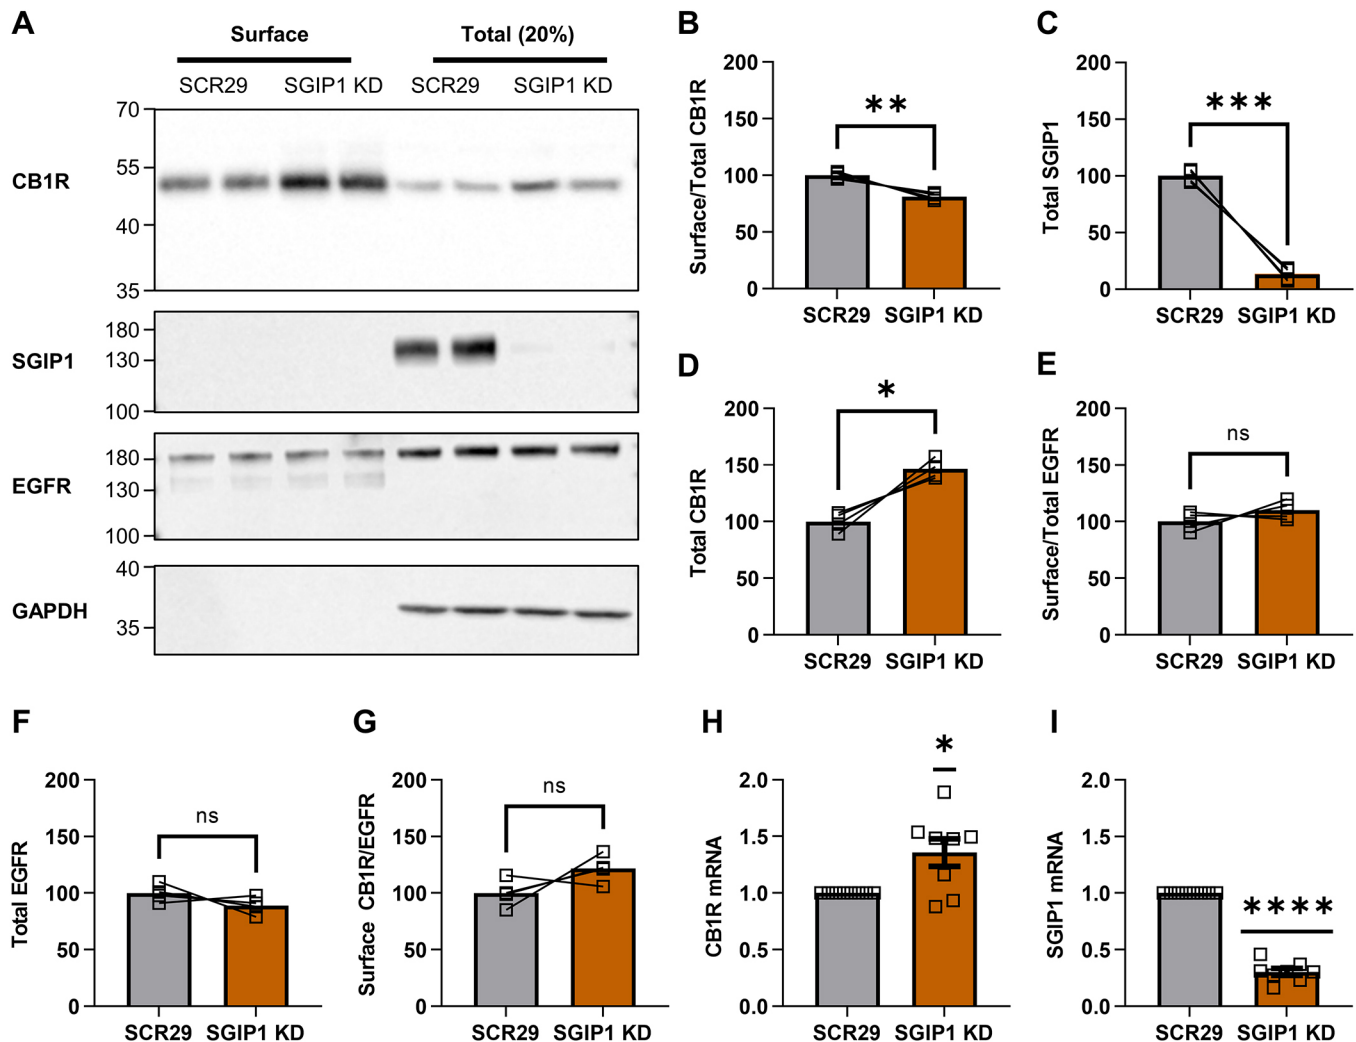 A
Surface
Total (20%)
SCR29
SGIP1 KD
SCR29
SGIP1 KD
CB1R
70
55
40
35
SGIP1
180
130
100
EGFR
180
130
100
GAPDH
40
35
B
Surface/Total CB1R
200
150
100
50
0
**
SCR29
SGIP1 KD
C
Total SGIP1
200
150
100
50
0
***
SCR29
SGIP1 KD
D
Total CB1R
200
150
100
50
0
*
SCR29
SGIP1 KD
E
Surface/Total EGFR
200
150
100
50
0
ns
SCR29
SGIP1 KD
F
Total EGFR
200
150
100
50
0
ns
SCR29
SGIP1 KD
G
Surface CB1R/EGFR
200
150
100
50
0
ns
SCR29
SGIP1 KD
H
CB1R mRNA
2.0
1.5
1.0
0.5
0.0
*
SCR29
SGIP1 KD
I
SGIP1 mRNA
2.0
1.5
1.0
0.5
0.0
****
SCR29
SGIP1 KD